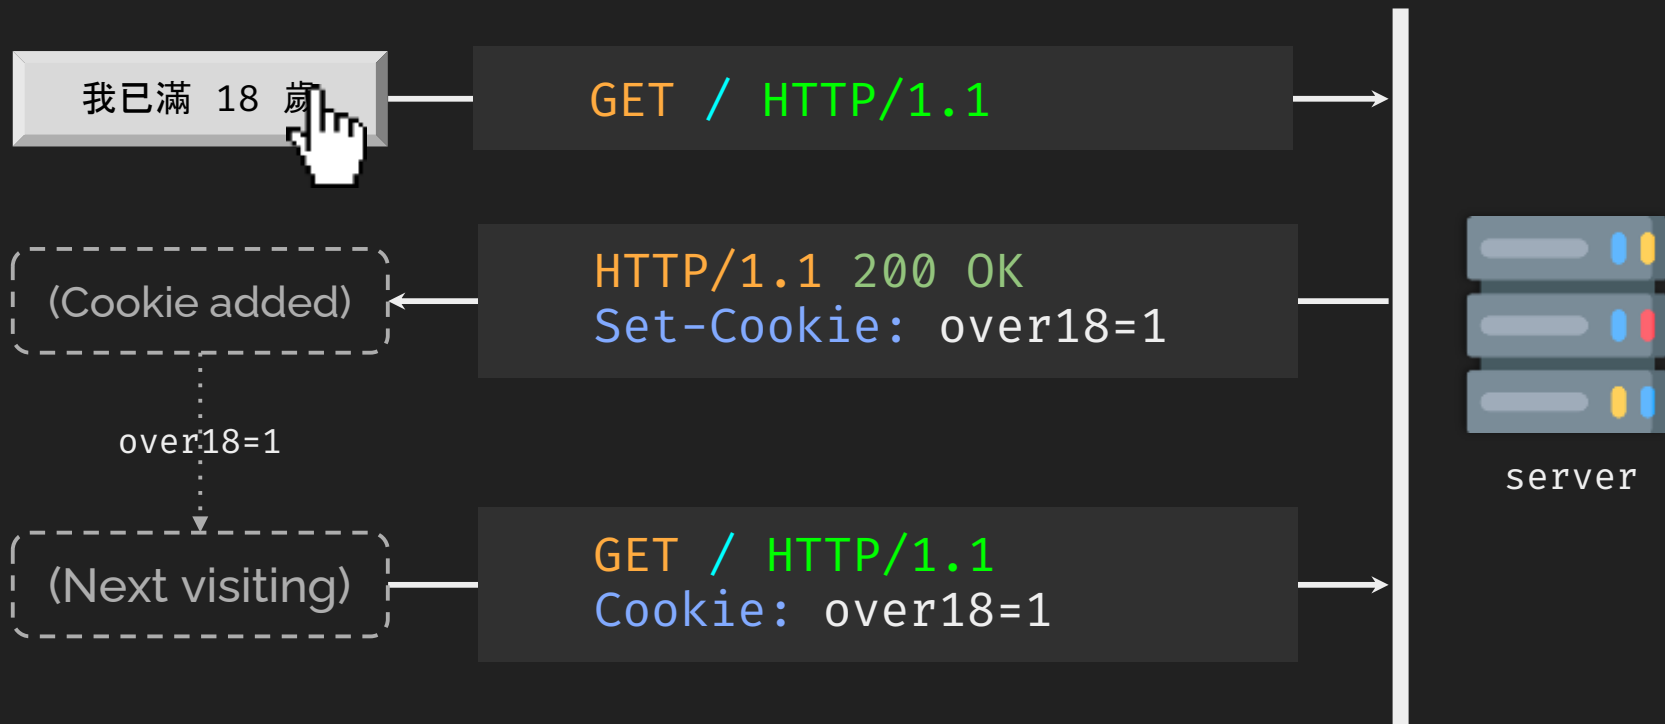 我已滿 18 歲
GET / HTTP/1.1
HTTP/1.1 200 OK
Set-Cookie: over18=1
(Cookie added)
over18=1
server
(Next visiting)
GET / HTTP/1.1
Cookie: over18=1